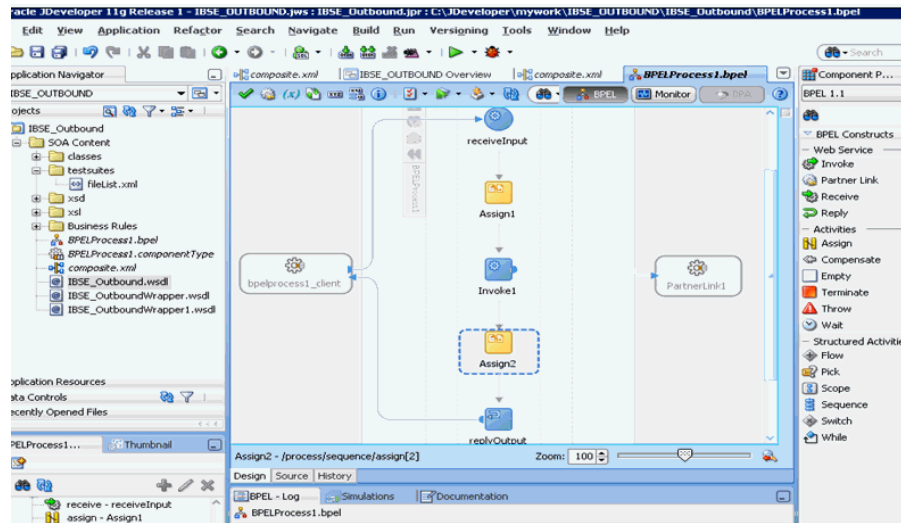 racle JDeveloper 11g Release 1 - IBSE_OUTBOUND.jws : IBSE_Outbound.jpr : C:\JDeveloper\mywork\IBSE_OUTBOUND\IBSE_Outbound\BPELProcess1.bpel
Edit View Application Refactor Search Navigate Build Run Versioning Tools Window Help
Search
pplication Navigator
composite.xml
IBSE_OUTBOUND Overview
composite.xml
BPELProcess1.bpel
Component P...
IBSE_OUTBOUND
BPEL
Monitor
BPA
BPEL 1.1
ojects
IBSE_Outbound
SOA Content
classes
testsuites
fileList.xml
xsd
xsl
Business Rules
BPELProcess1.bpel
BPELProcess1.componentType
composite.xml
IBSE_Outbound.wsdl
IBSE_OutboundWrapper.wsdl
IBSE_OutboundWrapper1.wsdl
pplication Resources
ata Controls
ecently Opened Files
BPELProcess1
receiveInput
Assign1
bpelprocess1_client
Invoke1
PartnerLink1
Assign2
replyOutput
BPEL Constructs
Web Service
Invoke
Partner Link
Receive
Reply
Activities
Assign
Compensate
Empty
Terminate
Throw
Wait
Structured Activitie
Flow
Pick
Scope
Sequence
Switch
While
PELProcess1...
Thumbnail
Assign2 - /process/sequence/assign[2]
Zoom: 100
Design Source History
receive - receiveInput
assign - Assign1
BPEL - Log
Simulations
Documentation
BPELProcess1.bpel